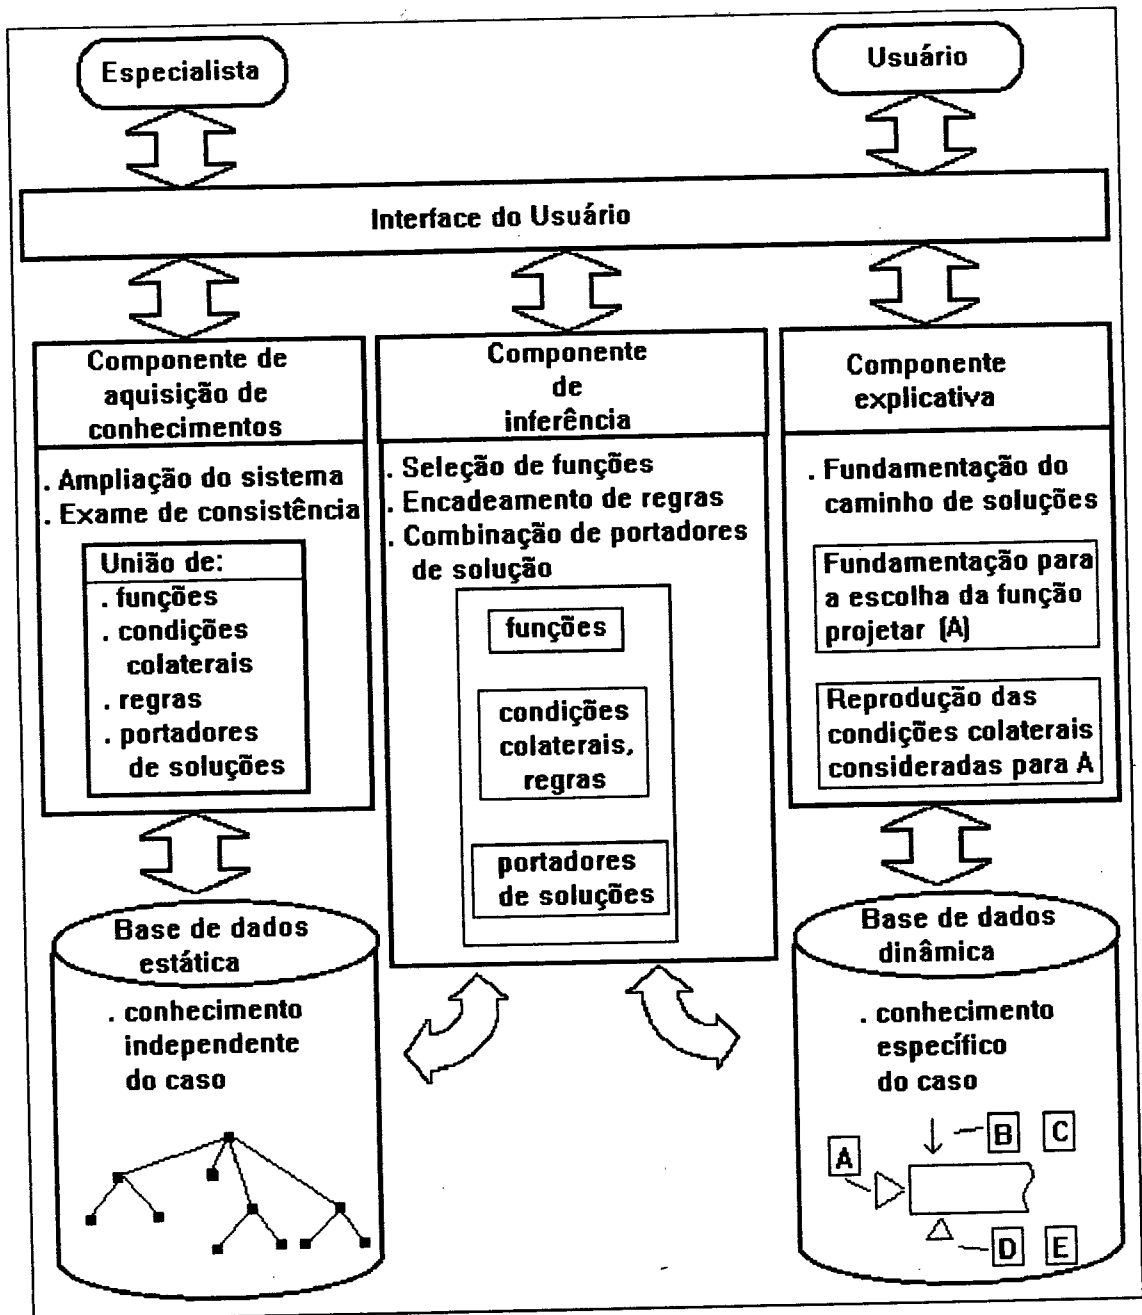 Especialista
Usuário
Interface do Usuário
Componente de
aquisição de
conhecimentos
. Ampliação do sistema
. Exame de consistência
União de:
. funções
. condições
colaterais
. regras
. portadores
de soluções
Componente
de
inferência
. Seleção de funções
. Encadeamento de regras
. Combinação de portadores
de solução
funções
condições
colaterais,
regras
portadores
de soluções
Componente
explicativa
. Fundamentação do
caminho de soluções
Fundamentação para
a escolha da função
projetar (A)
Reprodução das
condições colaterais
consideradas para A
Base de dados
estática
. conhecimento
independente
do caso
Base de dados
dinâmica
. conhecimento
específico
do caso
B C
A
D E